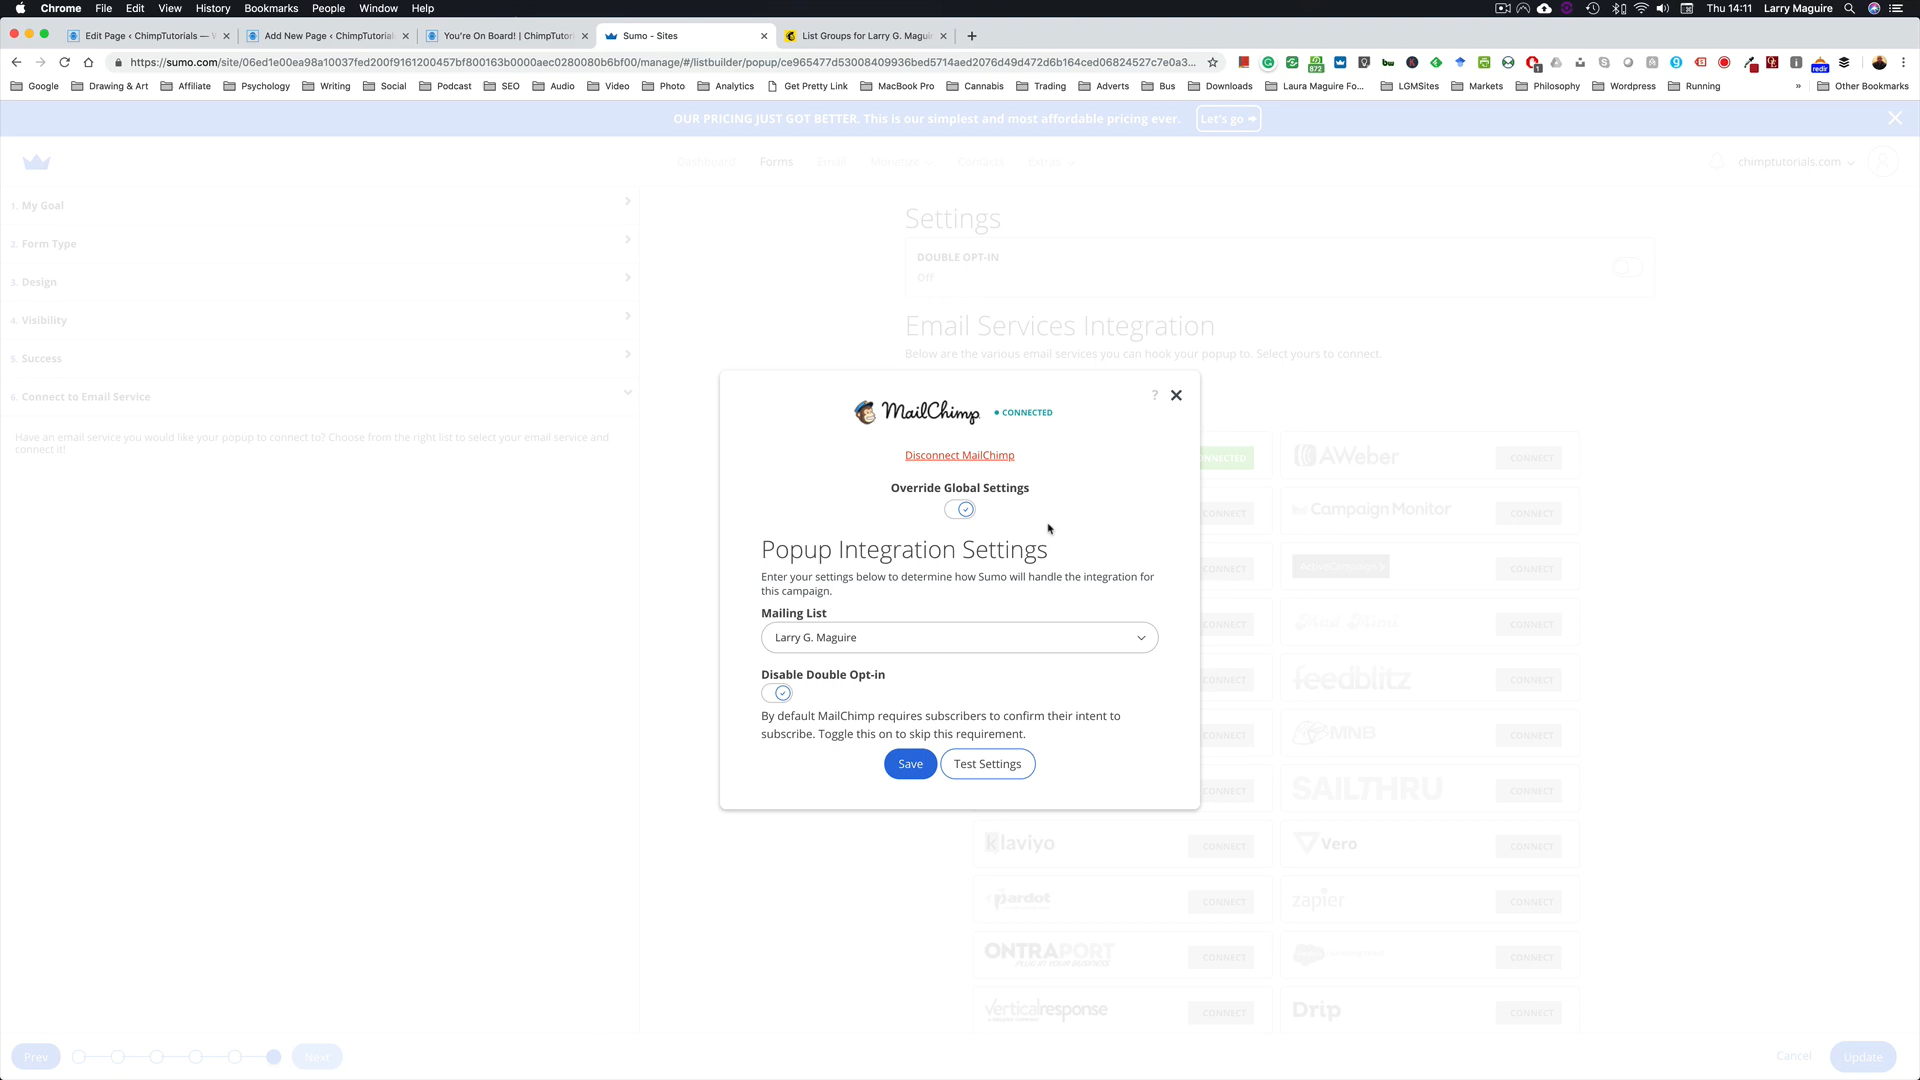 Chrome File Edit View History Bookmarks People Window Help Thu 14:11 Larry Maguire
Edit Page ‹ ChimpTutorials — W Add New Page ‹ ChimpTutorials You're On Board! | ChimpTutor Sumo - Sites List Groups for Larry G. Magui
https://sumo.com/site/06ed1e00ea98a10037fed200f9161200457bf800163b0000aec0280080b6bf00/manage/#/listbuilder/popup/ce965477d53008409936bed5714aed2076d49d472d6b164ced06824527c7e0a3...
Google Drawing & Art Affiliate Psychology Writing Social Podcast SEO Audio Video Photo Analytics Get Pretty Link MacBook Pro Cannabis Trading Adverts Bus Downloads Laura Maguire Fo... LGMSites Markets Philosophy Wordpress Running » Other Bookmarks
OUR PRICING JUST GOT BETTER. This is our simplest and most affordable pricing ever. Let's go
Dashboard Forms Email Monetize Contacts Extras chimptutorials.com
1. My Goal
2. Form Type
3. Design
4. Visibility
5. Success
6. Connect to Email Service
Have an email service you would like your popup to connect to? Choose from the right list to select your email service and
connect it!
Settings
DOUBLE OPT-IN
Off
Email Services Integration
Below are the various email services you can hook your popup to. Select yours to connect.
MailChimp CONNECTED
?
Disconnect MailChimp
Override Global Settings
Popup Integration Settings
Enter your settings below to determine how Sumo will handle the integration for
this campaign.
Mailing List
Larry G. Maguire
Disable Double Opt-in
By default MailChimp requires subscribers to confirm their intent to
subscribe. Toggle this on to skip this requirement.
Save Test Settings
AWeber CONNECT
CONNECT Campaign Monitor CONNECT
CONNECT ActiveCampaign CONNECT
CONNECT Mad Mimi CONNECT
CONNECT feedblitz CONNECT
CONNECT MNB CONNECT
CONNECT SAILTHRU CONNECT
klaviyo CONNECT Vero CONNECT
pardot CONNECT zapier CONNECT
ONTRAPORT CONNECT CONNECT
verticalresponse CONNECT Drip CONNECT
Prev Next Cancel Update